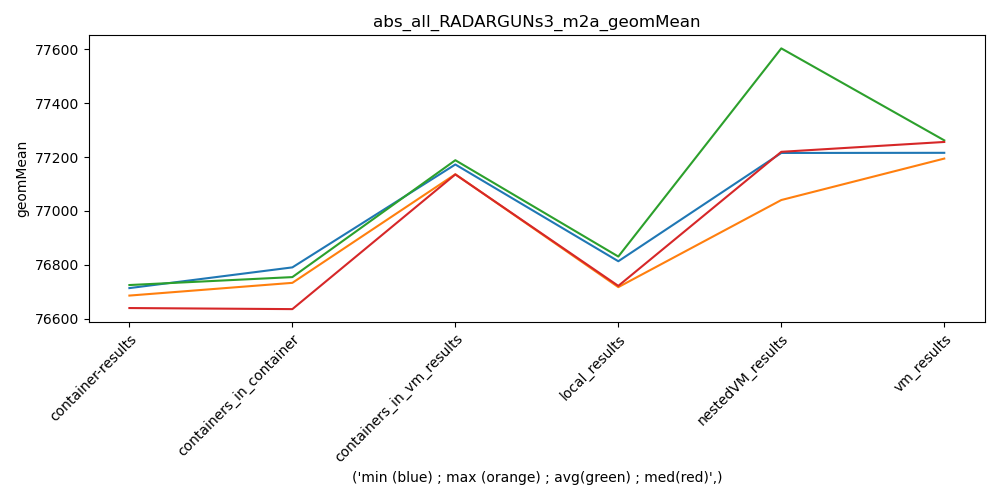 abs_all_RADARGUNs3_m2a_geomMean
geomMean
77600
77400
77200
77000
76800
76600
container-results
containers_in_container
containers_in_vm_results
local_results
nestedVM_results
vm_results
('min (blue) ; max (orange) ; avg(green) ; med(red)',)